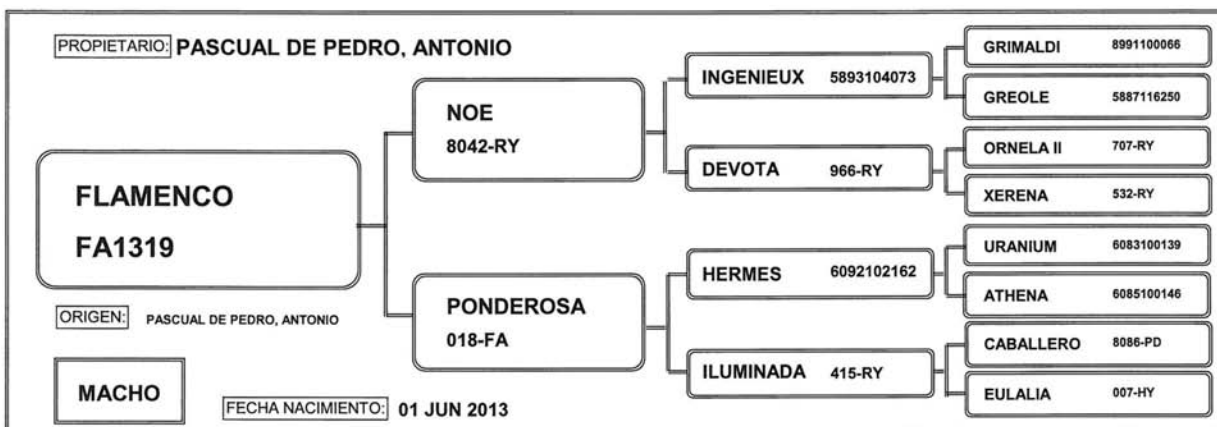 PROPIETARIO: PASCUAL DE PEDRO, ANTONIO
FLAMENCO
FA1319
ORIGEN: PASCUAL DE PEDRO, ANTONIO
MACHO
FECHA NACIMIENTO: 01 JUN 2013
NOE
8042-RY
PONDEROSA
018-FA
INGENIEUX 5893104073
DEVOTA 966-RY
HERMES 6092102162
ILUMINADA 415-RY
GRIMALDI 8991100066
GREOLE 5887116250
ORNELA II 707-RY
XERENA 532-RY
URANIUM 6083100139
ATHENA 6085100146
CABALLERO 8086-PD
EULALIA 007-HY